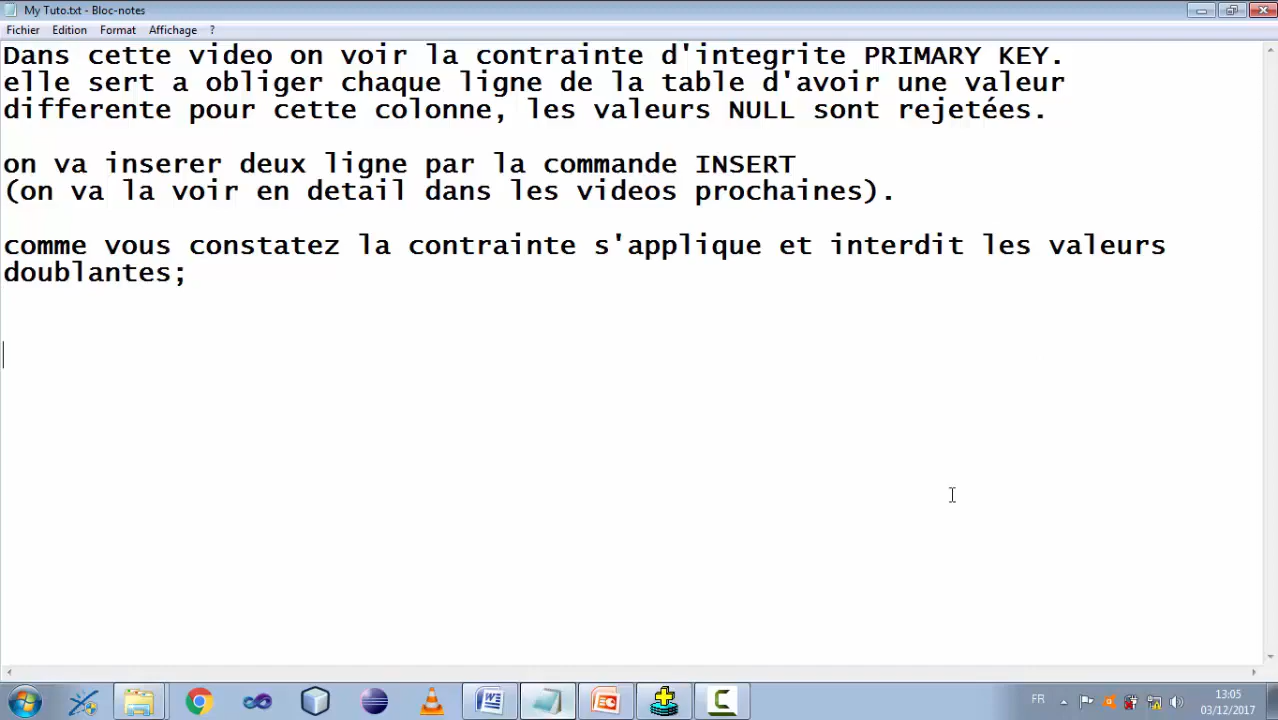 My Tuto.txt - Bloc-notes
Fichier Edition Format Affichage ?
Dans cette video on voir la contrainte d'integrite PRIMARY KEY.
elle sert a obliger chaque ligne de la table d'avoir une valeur
differente pour cette colonne, les valeurs NULL sont rejetées.
on va inserer deux ligne par la commande INSERT
(on va la voir en detail dans les videos prochaines).
comme vous constatez la contrainte s'applique et interdit les valeurs
doublantes;
FR
13:05
03/12/2017